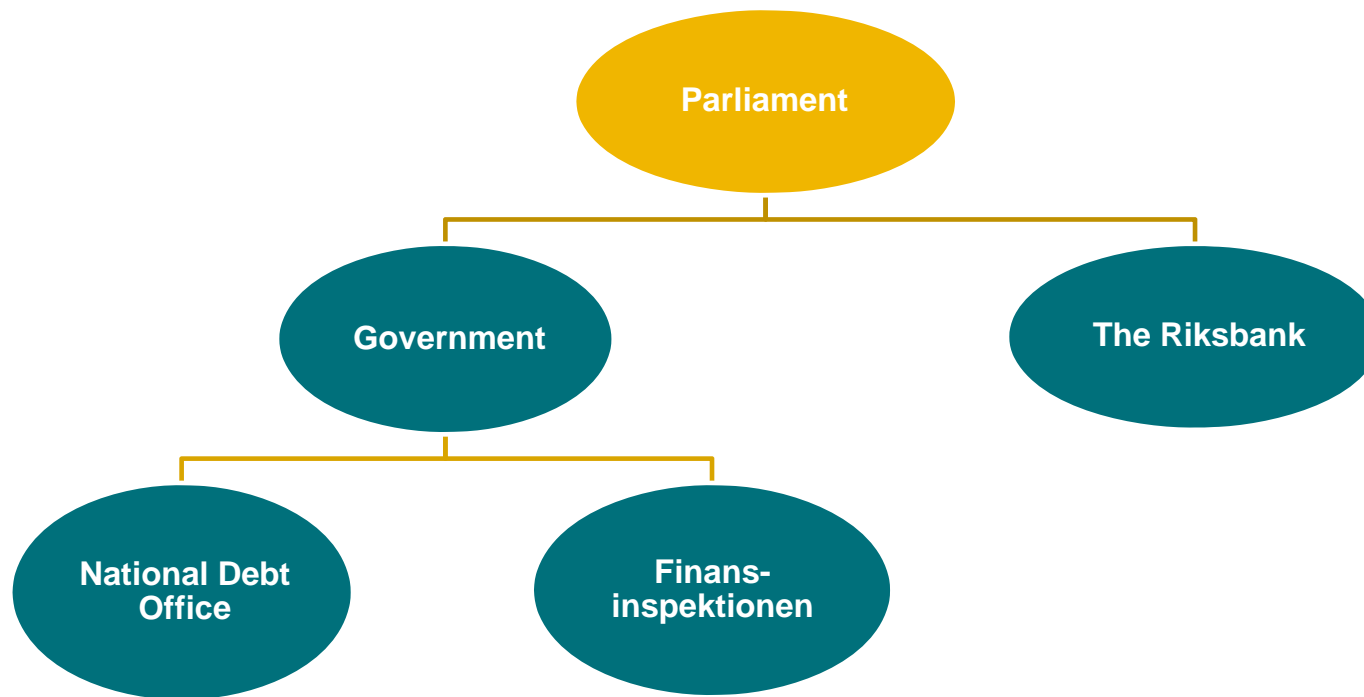 Parliament
Government
The Riksbank
National Debt
Office
Finans-
inspektionen